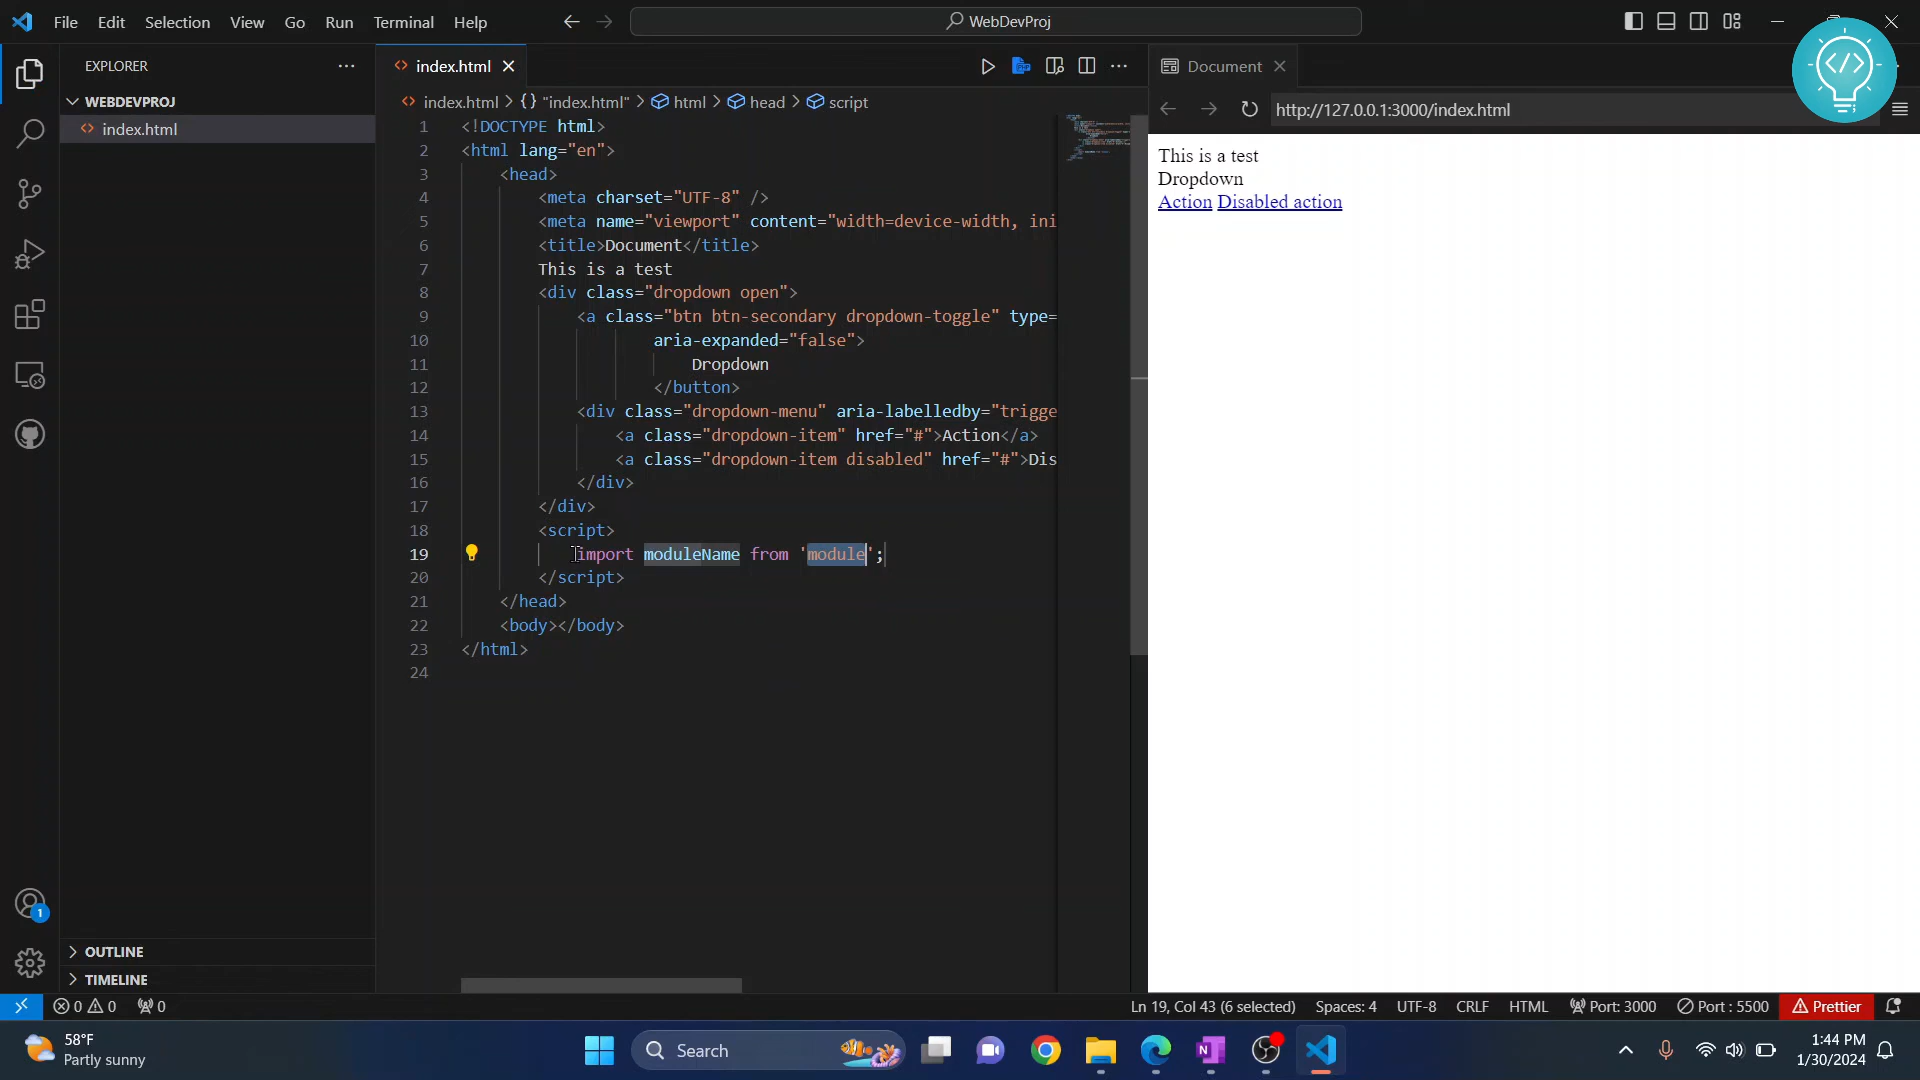 File Edit Selection View Go Run Terminal Help
WebDevProj
EXPLORER
index.html
Document
WEBDEVPROJ
index.html > {} "index.html" > html > head > script
http://127.0.0.1:3000/index.html
index.html
1 <!DOCTYPE html>
2 <html lang="en">
3 <head>
4 <meta charset="UTF-8" />
5 <meta name="viewport" content="width=device-width, ini
6 <title>Document</title>
7 This is a test
8 <div class="dropdown open">
9 <a class="btn btn-secondary dropdown-toggle" type=
10 aria-expanded="false">
11 Dropdown
12 </button>
13 <div class="dropdown-menu" aria-labelledby="trigge
14 <a class="dropdown-item" href="#">Action</a>
15 <a class="dropdown-item disabled" href="#">Dis
16 </div>
17 </div>
18 <script>
19 import moduleName from 'module';
20 </script>
21 </head>
22 <body></body>
23 </html>
24
This is a test
Dropdown
Action Disabled action
1
OUTLINE
TIMELINE
0 0 0
Ln 19, Col 43 (6 selected) Spaces: 4 UTF-8 CRLF HTML Port: 3000 Port : 5500 Prettier
58°F
Partly sunny
Search
1:44 PM
1/30/2024